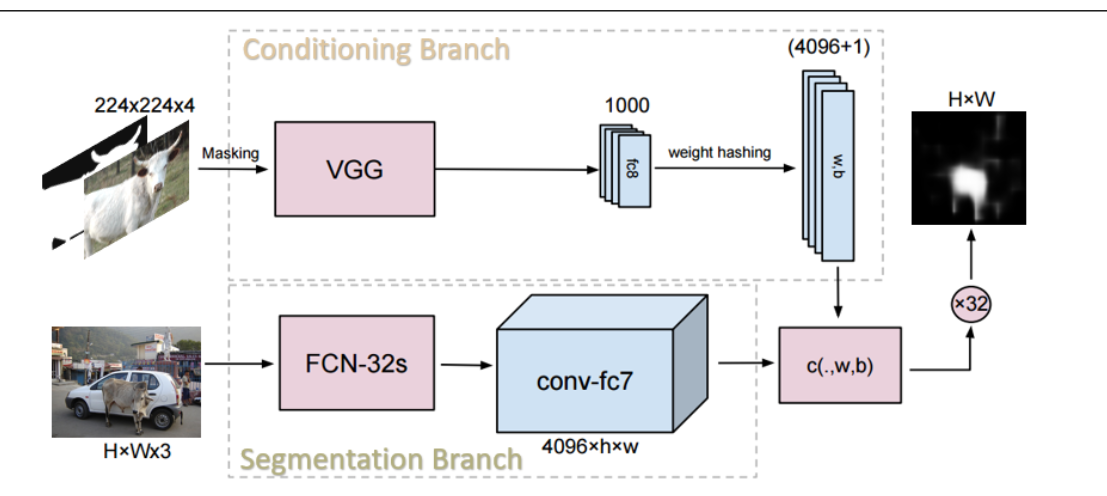 Conditioning Branch
(4096+1)
224x224x4
1000
H×W
Masking
VGG
fc8
weight hashing
w,b
×32
FCN-32s
conv-fc7
c(.,w,b)
4096×h×w
H×Wx3
Segmentation Branch